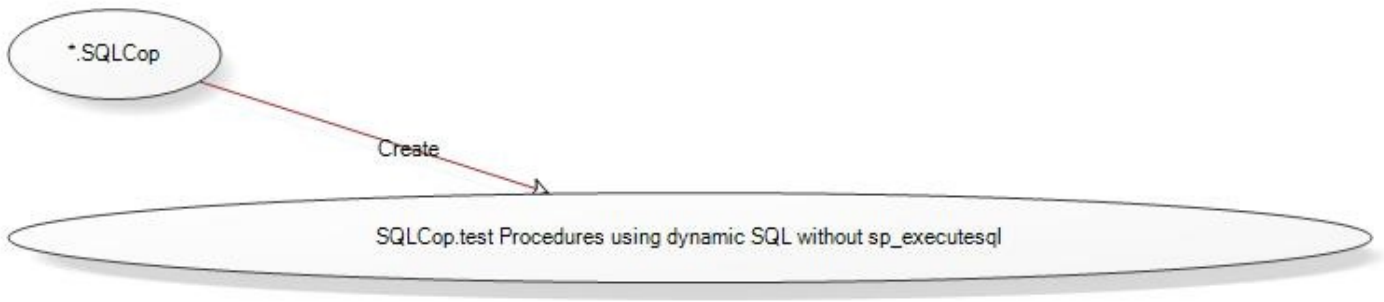 *.SQLCop
Create
SQLCop.test Procedures using dynamic SQL without sp_executesql